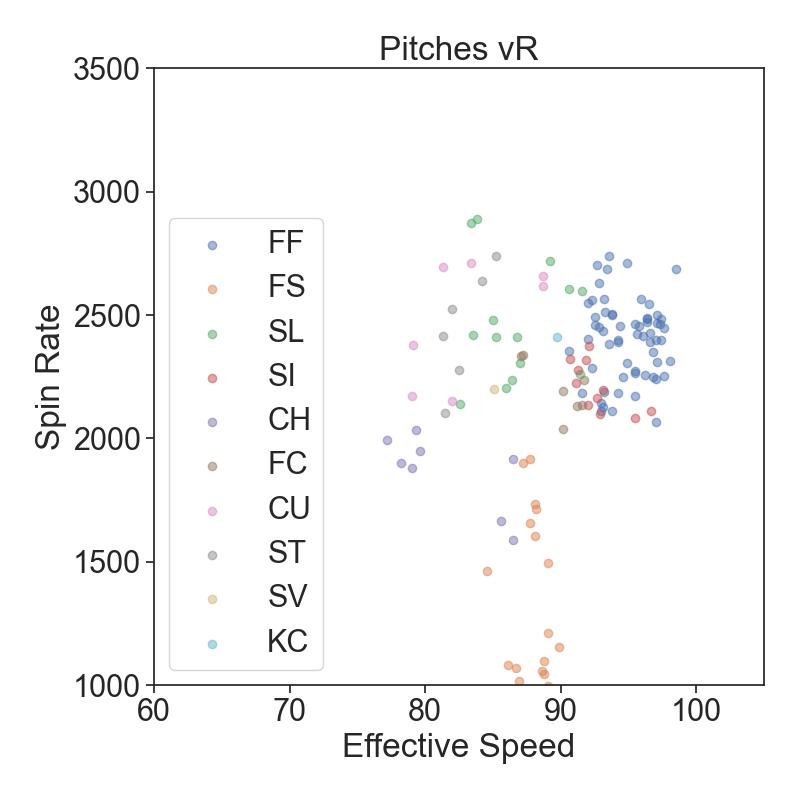 Pitches vR
3500
3000
2500
2000
1500
1000
Spin Rate
FF
FS
SL
SI
CH
FC
CU
ST
SV
KC
60 70 80 90 100
Effective Speed